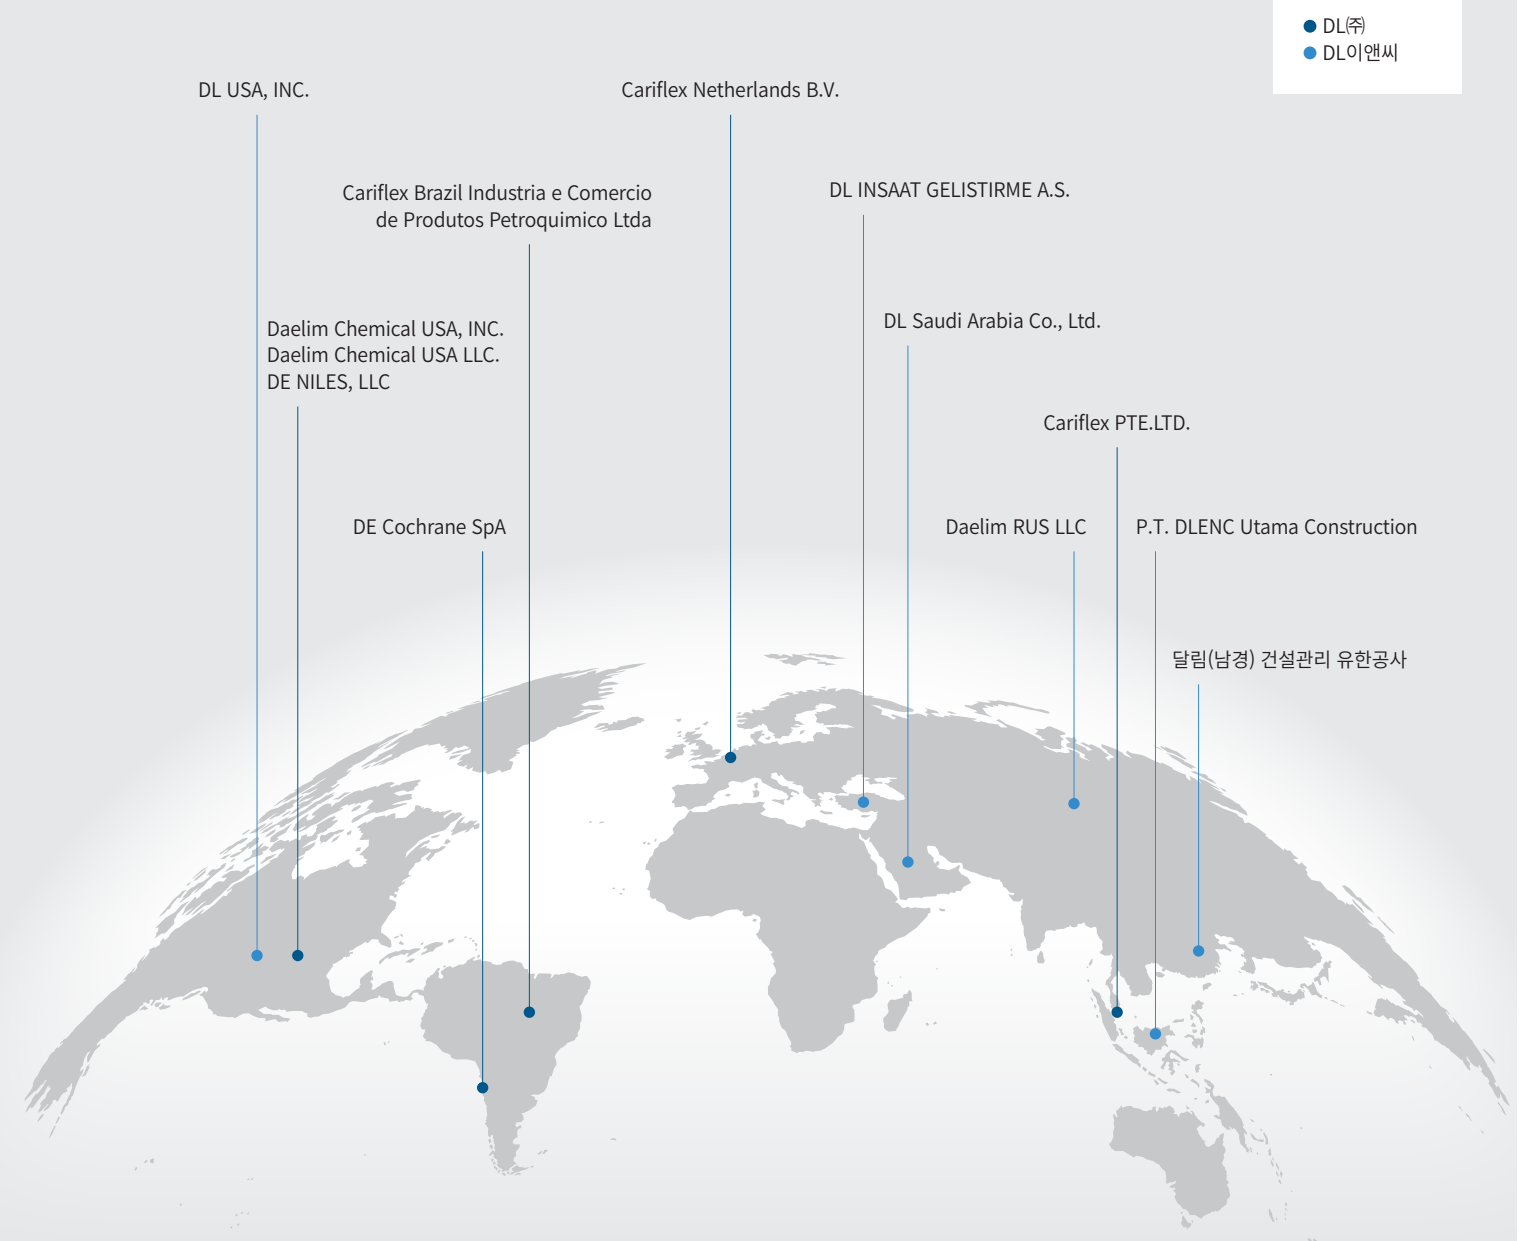 DL㈜
DL이앤씨
DL USA, INC.
Cariflex Netherlands B.V.
Cariflex Brazil Industria e Comercio
de Produtos Petroquimico Ltda
DL INSAAT GELISTIRME A.S.
Daelim Chemical USA, INC.
Daelim Chemical USA LLC.
DE NILES, LLC
DL Saudi Arabia Co., Ltd.
Cariflex PTE.LTD.
DE Cochrane SpA
Daelim RUS LLC
P.T. DLENC Utama Construction
달림(남경) 건설관리 유한공사